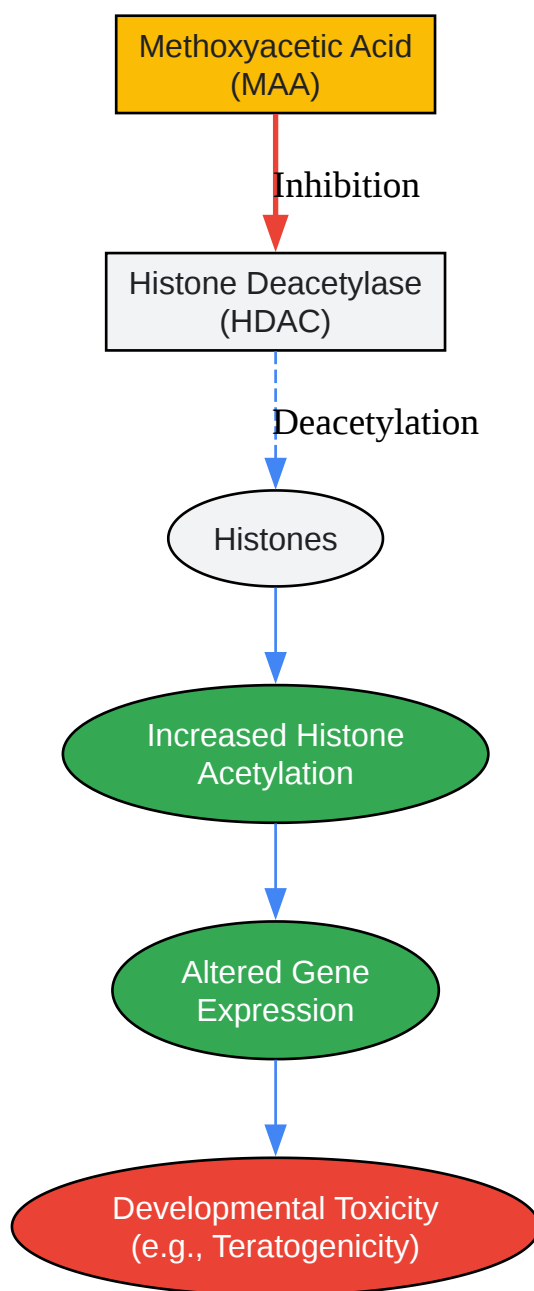 Methoxyacetic Acid
(MAA)
Inhibition
Histone Deacetylase
(HDAC)
Deacetylation
Histones
Increased Histone
Acetylation
Altered Gene
Expression
Developmental Toxicity
(e.g., Teratogenicity)